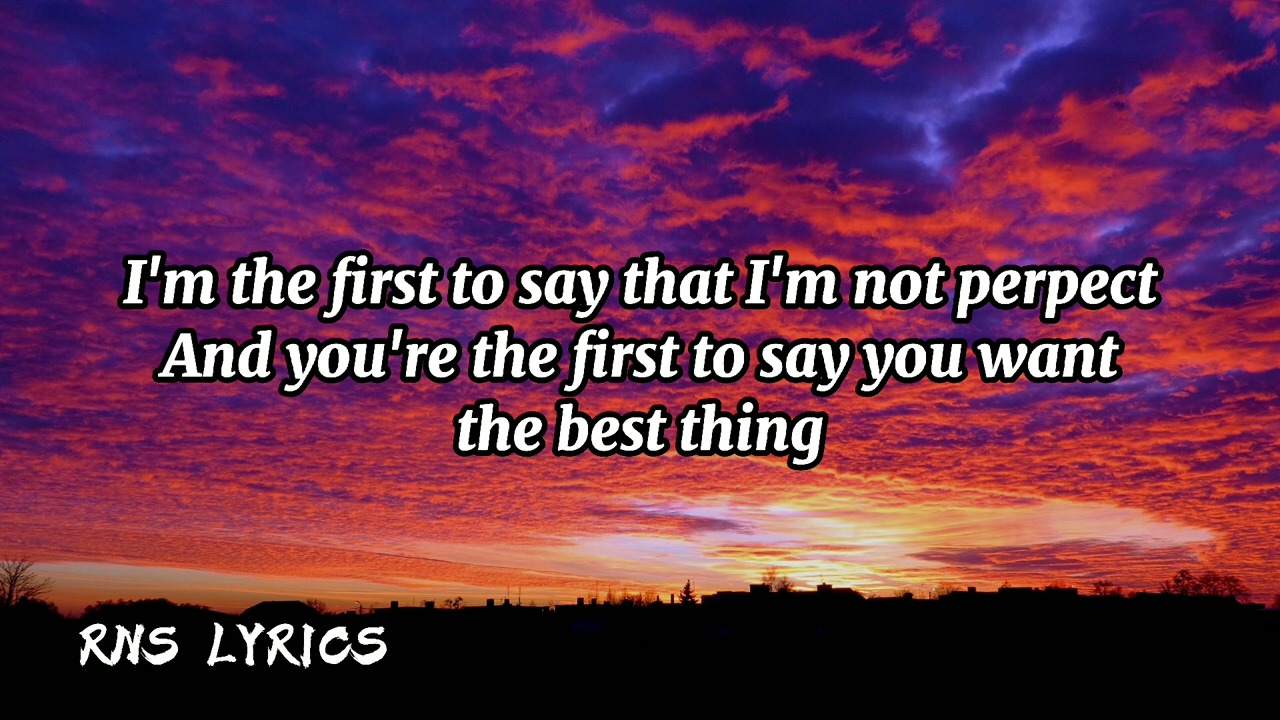 I'm the first to say that I'm not perpect
And you're the first to say you want
the best thing
RNS LYRICS